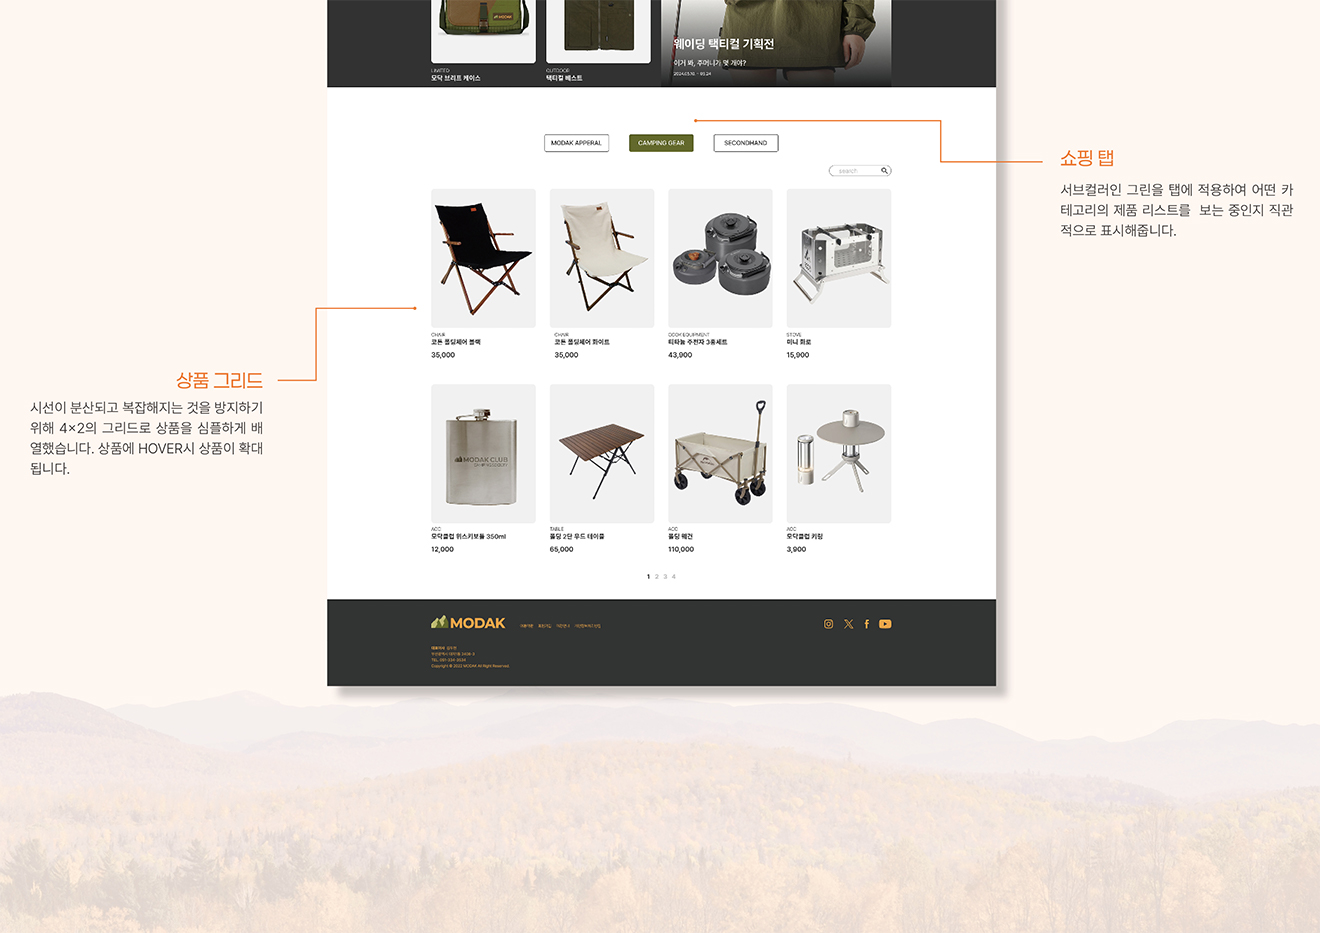 MODAK
LIMITED
모닥 브리프 케이스
OUTDOOR
택티컬 베스트
웨이딩 택티컬 기획전
이거 봐, 주머니가 몇 개야?
2024.03.10 - 03.24
MODAK APPERAL
CAMPING GEAR
SECONDHAND
search
쇼핑 탭
서브컬러인 그린을 탭에 적용하여 어떤 카
테고리의 제품 리스트를 보는 중인지 직관
적으로 표시해줍니다.
CHAIR
코튼 폴딩체어 블랙
35,000
CHAIR
코튼 폴딩체어 화이트
35,000
COOK EQUIPMENT
티타늄 주전자 3종세트
43,900
STOVE
미니 화로
15,900
상품 그리드
시선이 분산되고 복잡해지는 것을 방지하기
위해 4×2의 그리드로 상품을 심플하게 배
열했습니다. 상품에 HOVER시 상품이 확대
됩니다.
MODAK CLUB
ACC
모닥클럽 위스키보틀 350ml
12,000
TABLE
폴딩 2단 우드 테이블
65,000
ACC
폴딩 웨건
110,000
ACC
모닥클럽 키링
3,900
1 2 3 4
MODAK
Copyright © 2022 MODAK All Right Reserved.